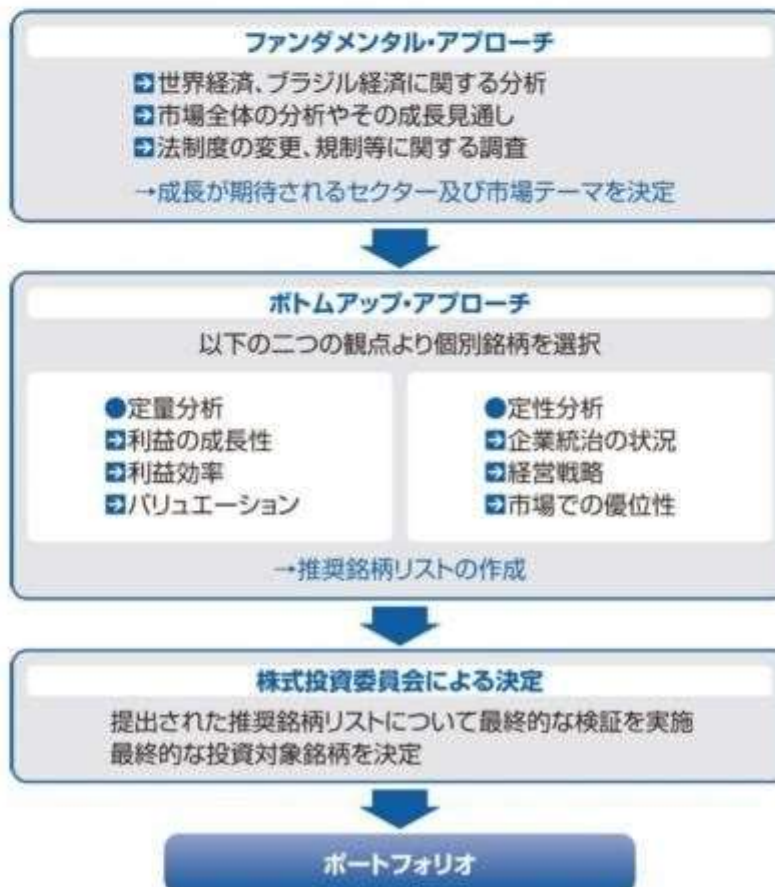 ファンダメンタル・アプローチ
➡世界経済、ブラジル経済に関する分析
➡市場全体の分析やその成長見通し
➡法制度の変更、規制等に関する調査
→成長が期待されるセクター及び市場テーマを決定
ボトムアップ・アプローチ
以下の二つの観点より個別銘柄を選択
●定量分析
➡利益の成長性
➡利益効率
➡バリュエーション
●定性分析
➡企業統治の状況
➡経営戦略
➡市場での優位性
→推奨銘柄リストの作成
株式投資委員会による決定
提出された推奨銘柄リストについて最終的な検証を実施
最終的な投資対象銘柄を決定
ポートフォリオ